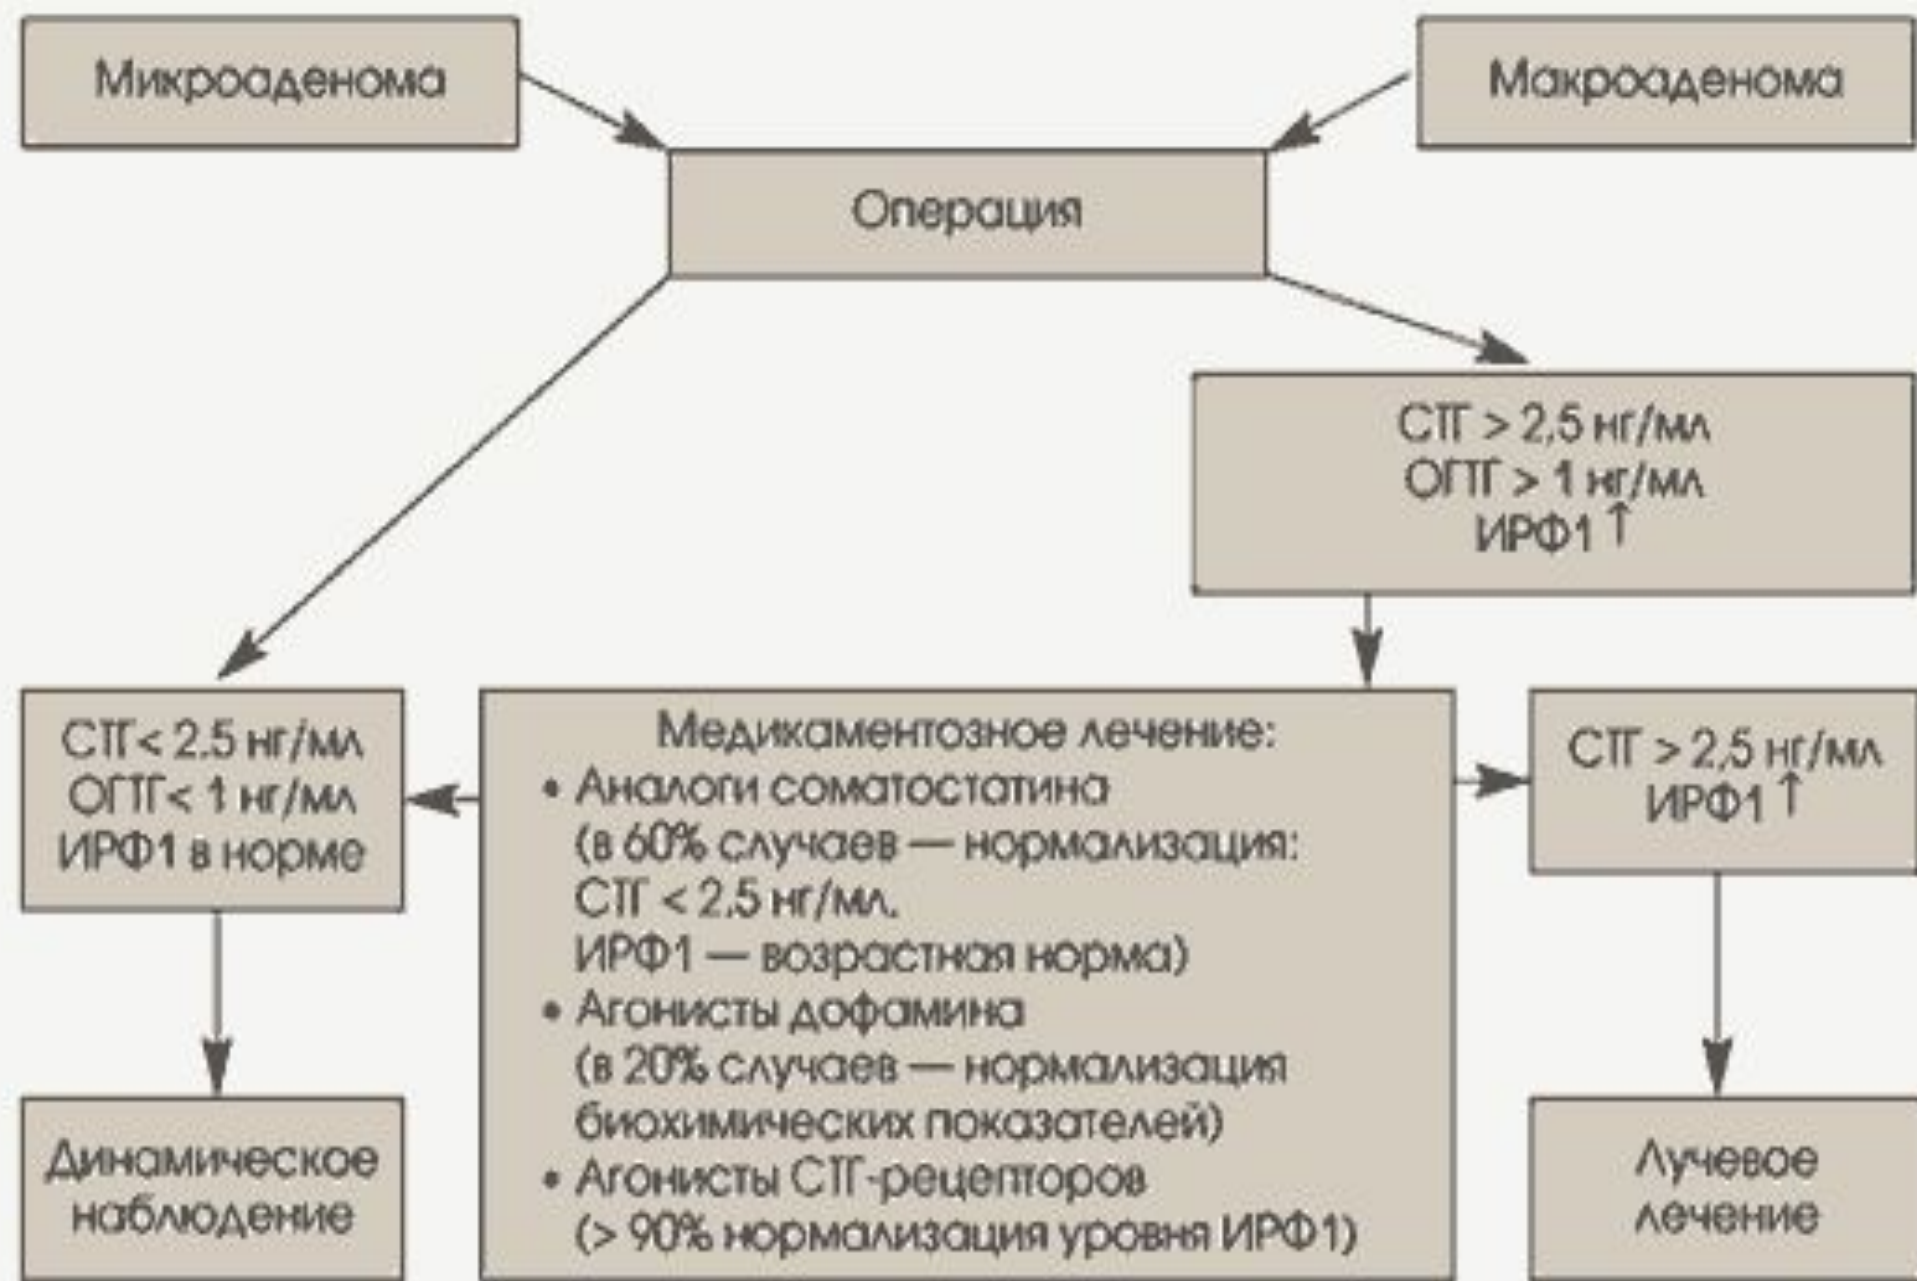 Микроаденома
Макроаденома
Операция
СТГ > 2,5 нг/мл
ОГТГ > 1 нг/мл
ИРФ1 ↑
СТГ< 2,5 нг/мл
ОГТГ< 1 нг/мл
ИРФ1 в норме
Медикаментозное лечение:
• Аналоги соматостатина
(в 60% случаев — нормализация:
СТГ < 2,5 нг/мл,
ИРФ1 — возрастная норма)
• Агонисты дофамина
(в 20% случаев — нормализация
биохимических показателей)
• Агонисты СТГ-рецепторов
(> 90% нормализация уровня ИРФ1)
СТГ > 2,5 нг/мл
ИРФ1 ↑
Динамическое
наблюдение
Лучевое
лечение